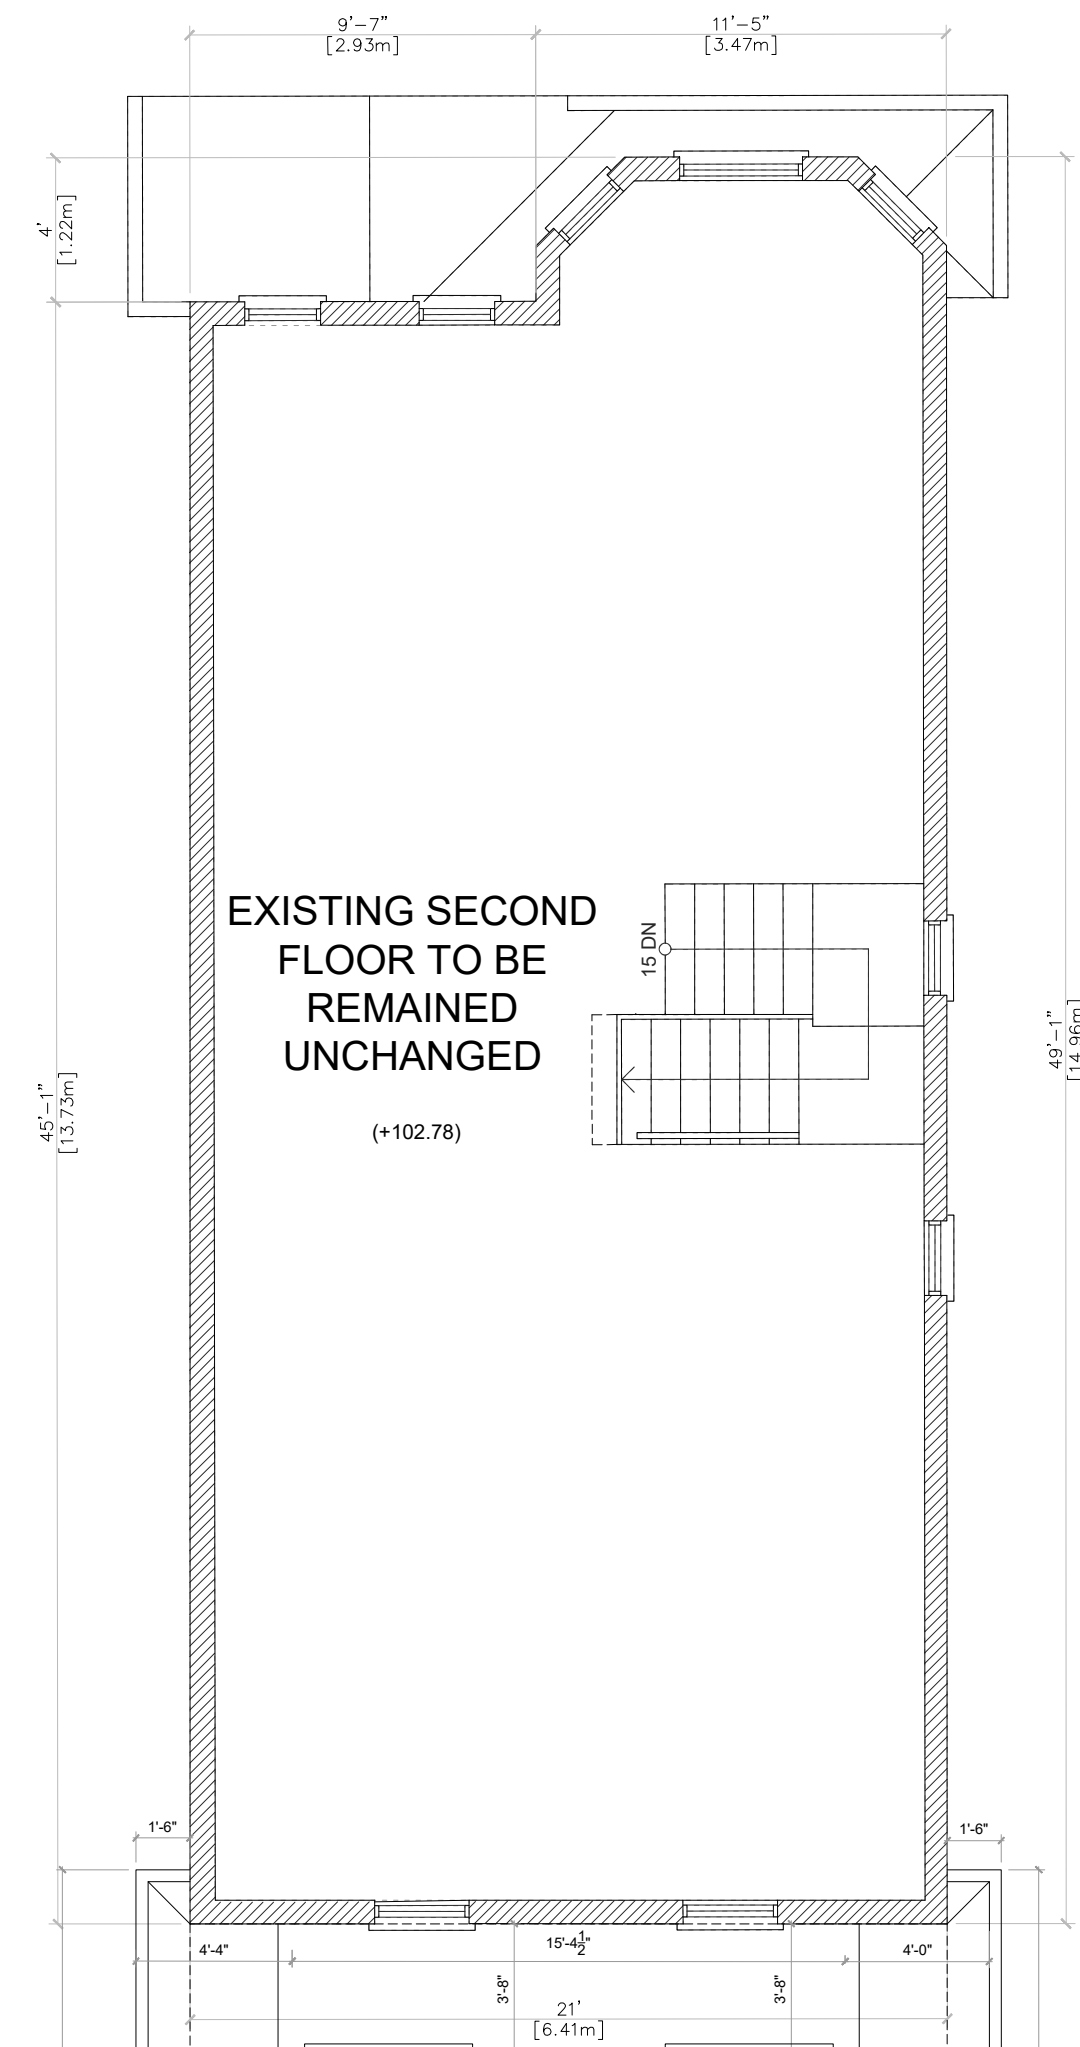 9'-7"
[2.93m]
11'-5"
[3.47m]
4'
[1.22m]
EXISTING SECOND
FLOOR TO BE
REMAINED
UNCHANGED
(+102.78)
15 DN
45'-1"
[13.73m]
49'-1"
[14.96m]
1'-6"
1'-6"
4'-4"
15'-4½"
4'-0"
3'-8"
3'-8"
21'
[6.41m]